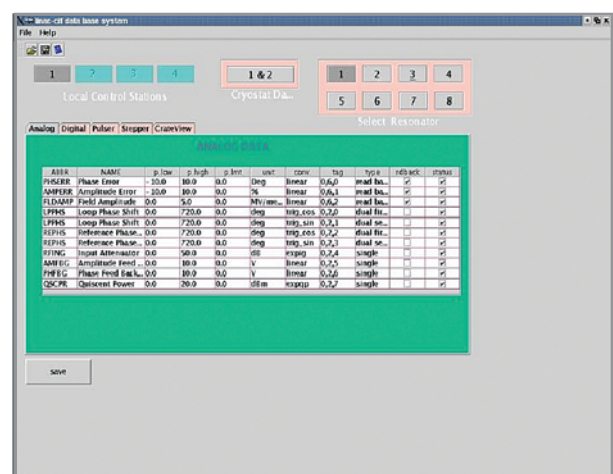 linac-ctf data base system
File Help
1 2 3 4
Local Control Stations
1 & 2
Cryostat Da...
1 2 3 4
5 6 7 8
Select Resonator
Analog Digital Pulser Stepper CrateView
ANALOG DATA
ABBR NAME p.low p.high p.lmt unit conv. tag type rdback status
PHSERR Phase Error -10.0 10.0 0.0 Deg linear 0,6,0 read ba...
AMPERR Amplitude Error -10.0 10.0 0.0 % linear 0,6,1 read ba...
FLDAMP Field Amplitude 0.0 5.0 0.0 MV/me... linear 0,6,2 read ba...
LPPHS Loop Phase Shift 0.0 720.0 0.0 deg trig_cos 0,2,0 dual fir...
LPPHS Loop Phase Shift 0.0 720.0 0.0 deg trig_sin 0,2,1 dual se...
REPHS Reference Phase... 0.0 720.0 0.0 deg trig_cos 0,2,2 dual fir...
REPHS Reference Phase... 0.0 720.0 0.0 deg trig_sin 0,2,3 dual se...
RFING Input Attenuator 0.0 50.0 0.0 dB expig 0,2,4 single
AMFBG Amplitude Feed ... 0.0 10.0 0.0 V linear 0,2,5 single
PHFBG Phase Feed Back... 0.0 10.0 0.0 V linear 0,2,6 single
QSCPR Quiscent Power 0.0 20.0 0.0 dBm expqp 0,2,7 single
save